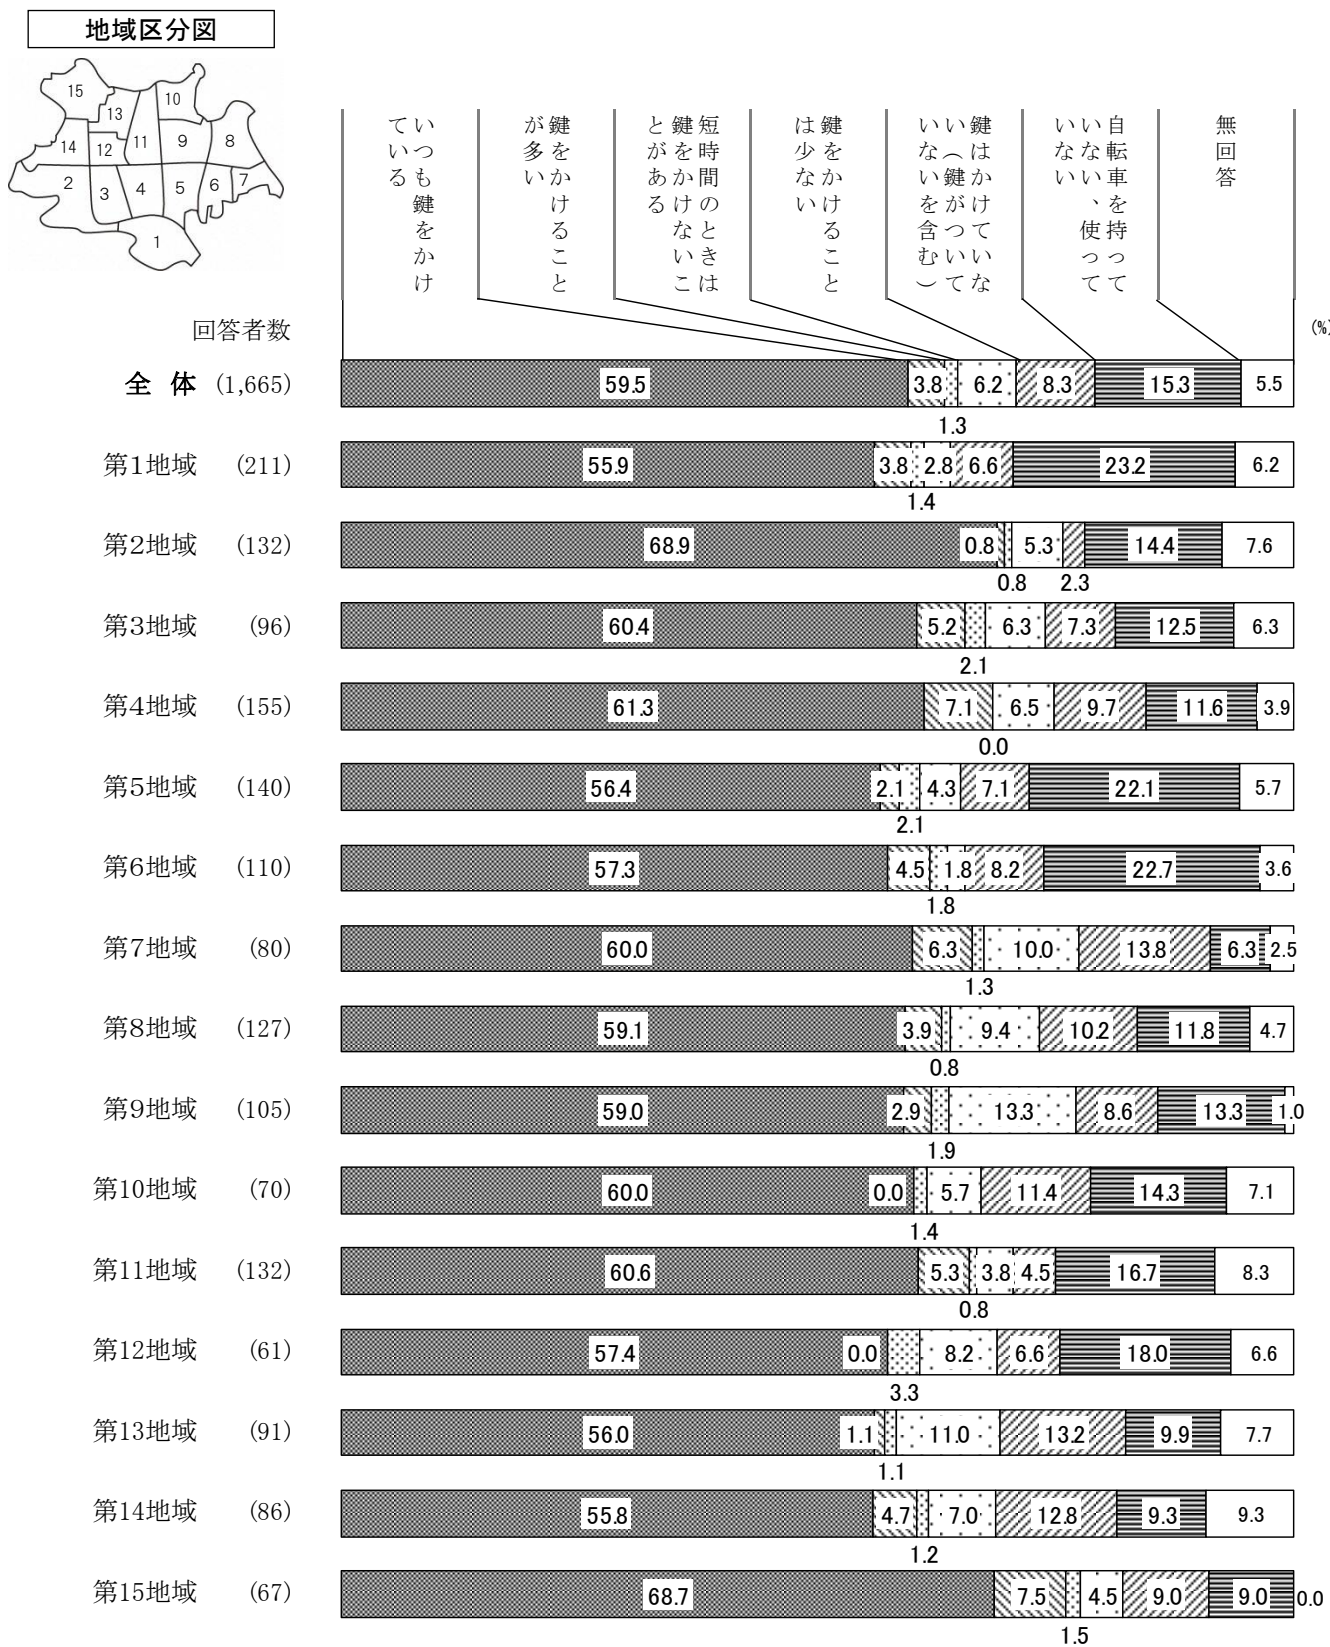 地域区分図
15
10
13
11
9
8
14
12
2
3
4
5
6
7
1
いつも鍵をかけ
ている
鍵をかけること
が多い
短時間のときは
鍵をかけないこ
とがある
鍵をかけること
は少ない
鍵はかけていな
い（鍵がついて
いないを含む）
自転車を持って
いない、使って
いない
無回答
回答者数
(%)
全 体 (1,665) 59.5 3.8 6.2 8.3 15.3 5.5
1.3
第1地域 (211) 55.9 3.8 2.8 6.6 23.2 6.2
1.4
第2地域 (132) 68.9 0.8 5.3 14.4 7.6
0.8 2.3
第3地域 (96) 60.4 5.2 6.3 7.3 12.5 6.3
2.1
第4地域 (155) 61.3 7.1 6.5 9.7 11.6 3.9
0.0
第5地域 (140) 56.4 2.1 4.3 7.1 22.1 5.7
2.1
第6地域 (110) 57.3 4.5 1.8 8.2 22.7 3.6
1.8
第7地域 (80) 60.0 6.3 10.0 13.8 6.3 2.5
1.3
第8地域 (127) 59.1 3.9 9.4 10.2 11.8 4.7
0.8
第9地域 (105) 59.0 2.9 13.3 8.6 13.3 1.0
1.9
第10地域 (70) 60.0 0.0 5.7 11.4 14.3 7.1
1.4
第11地域 (132) 60.6 5.3 3.8 4.5 16.7 8.3
0.8
第12地域 (61) 57.4 0.0 8.2 6.6 18.0 6.6
3.3
第13地域 (91) 56.0 1.1 11.0 13.2 9.9 7.7
1.1
第14地域 (86) 55.8 4.7 7.0 12.8 9.3 9.3
1.2
第15地域 (67) 68.7 7.5 4.5 9.0 9.0 0.0
1.5